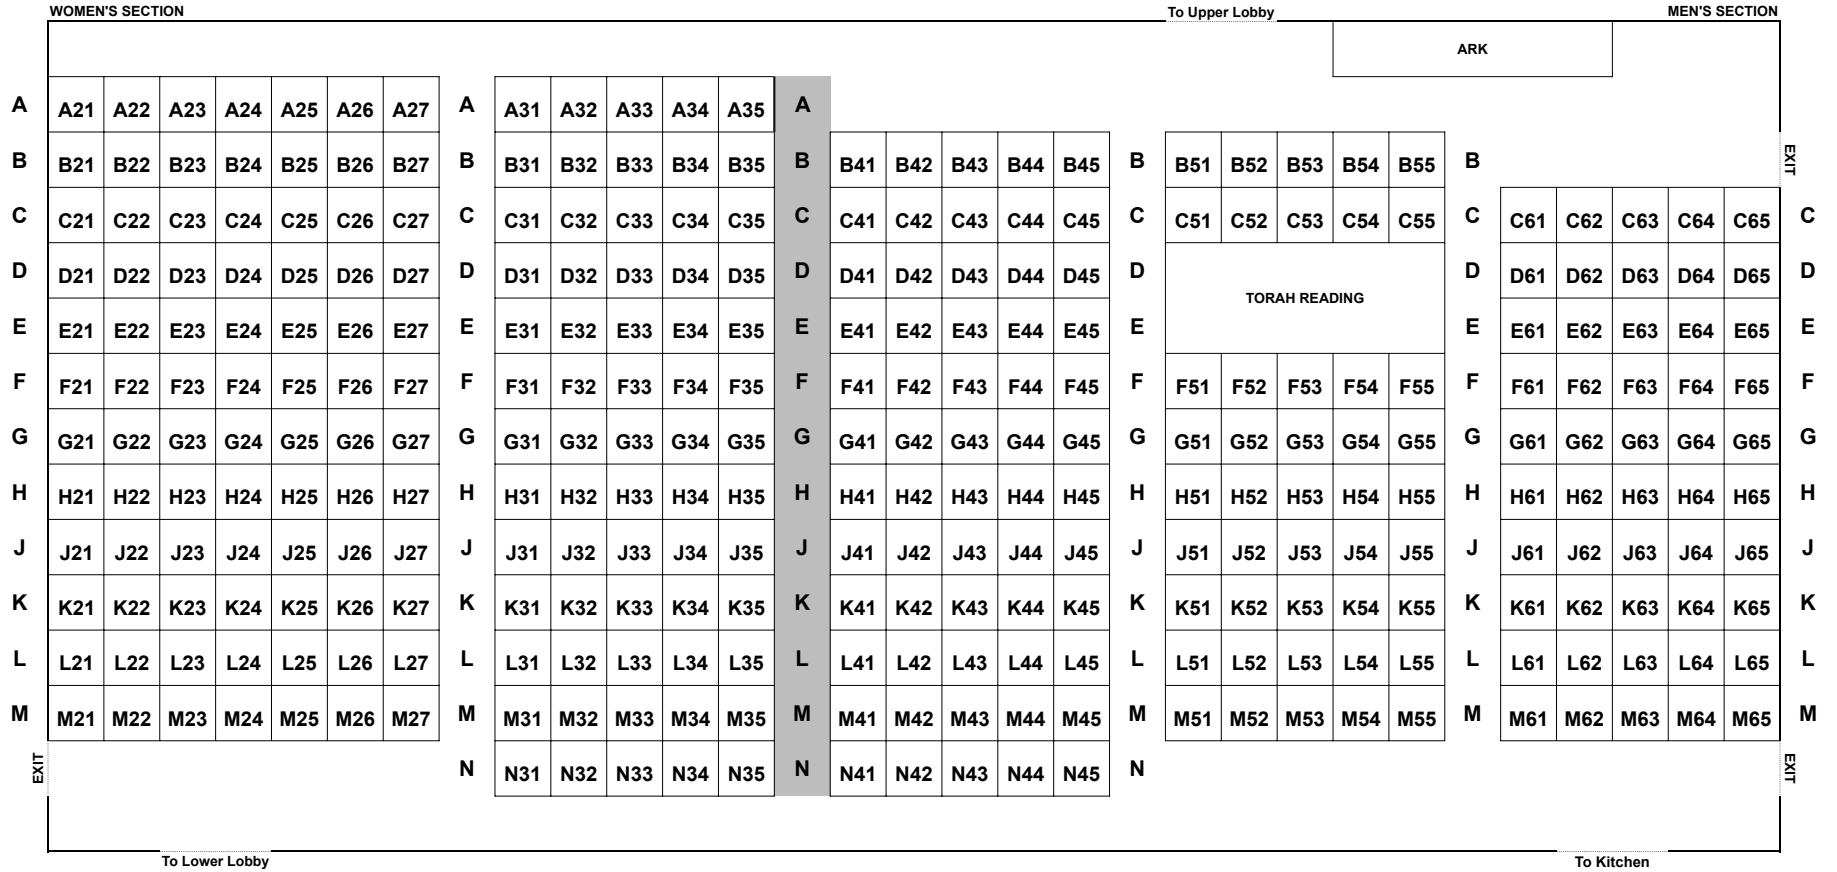 WOMEN'S SECTION To Upper Lobby MEN'S SECTION
ARK
A A21 A22 A23 A24 A25 A26 A27 A A31 A32 A33 A34 A35 A
B B21 B22 B23 B24 B25 B26 B27 B B31 B32 B33 B34 B35 B B41 B42 B43 B44 B45 B B51 B52 B53 B54 B55 B EXIT
C C21 C22 C23 C24 C25 C26 C27 C C31 C32 C33 C34 C35 C C41 C42 C43 C44 C45 C C51 C52 C53 C54 C55 C C61 C62 C63 C64 C65 C
D D21 D22 D23 D24 D25 D26 D27 D D31 D32 D33 D34 D35 D D41 D42 D43 D44 D45 D D D61 D62 D63 D64 D65 D
TORAH READING
E E21 E22 E23 E24 E25 E26 E27 E E31 E32 E33 E34 E35 E E41 E42 E43 E44 E45 E E E61 E62 E63 E64 E65 E
F F21 F22 F23 F24 F25 F26 F27 F F31 F32 F33 F34 F35 F F41 F42 F43 F44 F45 F F51 F52 F53 F54 F55 F F61 F62 F63 F64 F65 F
G G21 G22 G23 G24 G25 G26 G27 G G31 G32 G33 G34 G35 G G41 G42 G43 G44 G45 G G51 G52 G53 G54 G55 G G61 G62 G63 G64 G65 G
H H21 H22 H23 H24 H25 H26 H27 H H31 H32 H33 H34 H35 H H41 H42 H43 H44 H45 H H51 H52 H53 H54 H55 H H61 H62 H63 H64 H65 H
J J21 J22 J23 J24 J25 J26 J27 J J31 J32 J33 J34 J35 J J41 J42 J43 J44 J45 J J51 J52 J53 J54 J55 J J61 J62 J63 J64 J65 J
K K21 K22 K23 K24 K25 K26 K27 K K31 K32 K33 K34 K35 K K41 K42 K43 K44 K45 K K51 K52 K53 K54 K55 K K61 K62 K63 K64 K65 K
L L21 L22 L23 L24 L25 L26 L27 L L31 L32 L33 L34 L35 L L41 L42 L43 L44 L45 L L51 L52 L53 L54 L55 L L61 L62 L63 L64 L65 L
M M21 M22 M23 M24 M25 M26 M27 M M31 M32 M33 M34 M35 M M41 M42 M43 M44 M45 M M51 M52 M53 M54 M55 M M61 M62 M63 M64 M65 M
EXIT N N31 N32 N33 N34 N35 N N41 N42 N43 N44 N45 N EXIT
To Lower Lobby To Kitchen